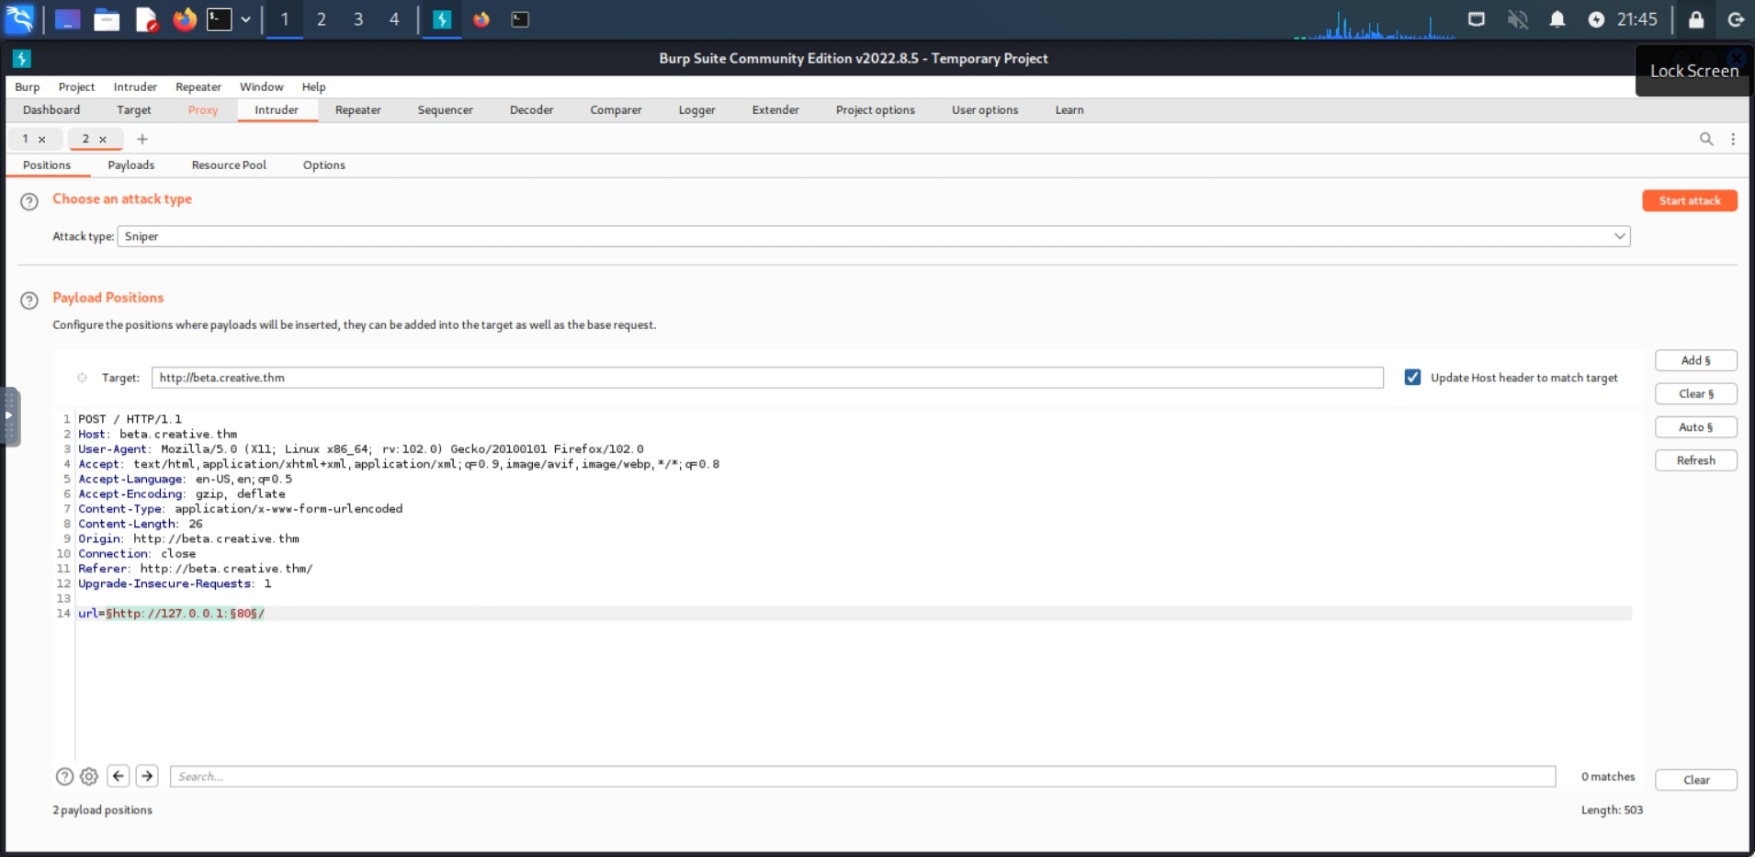 1 2 3 4 21:45
Burp Suite Community Edition v2022.8.5 - Temporary Project
Lock Screen
Burp Project Intruder Repeater Window Help
Dashboard Target Proxy Intruder Repeater Sequencer Decoder Comparer Logger Extender Project options User options Learn
1 × 2 × +
Positions Payloads Resource Pool Options
? Choose an attack type Start attack
Attack type: Sniper
? Payload Positions
Configure the positions where payloads will be inserted, they can be added into the target as well as the base request.
Add §
Target: http://beta.creative.thm Update Host header to match target
Clear §
Auto §
Refresh
1 POST / HTTP/1.1
2 Host: beta.creative.thm
3 User-Agent: Mozilla/5.0 (X11; Linux x86_64; rv:102.0) Gecko/20100101 Firefox/102.0
4 Accept: text/html,application/xhtml+xml,application/xml;q=0.9,image/avif,image/webp,*/*;q=0.8
5 Accept-Language: en-US,en;q=0.5
6 Accept-Encoding: gzip, deflate
7 Content-Type: application/x-www-form-urlencoded
8 Content-Length: 26
9 Origin: http://beta.creative.thm
10 Connection: close
11 Referer: http://beta.creative.thm/
12 Upgrade-Insecure-Requests: 1
13
14 url=§http://127.0.0.1:§80§/
? Search... 0 matches Clear
2 payload positions Length: 503